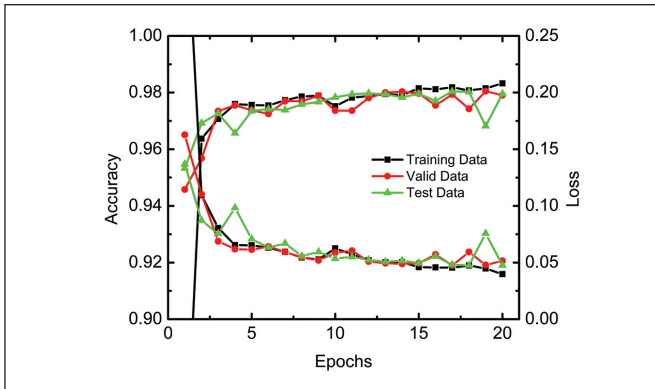 1.00
0.98
0.96
0.94
0.92
0.90
Accuracy
0.25
0.20
0.15
0.10
0.05
0.00
Loss
Training Data
Valid Data
Test Data
0 5 10 15 20
Epochs